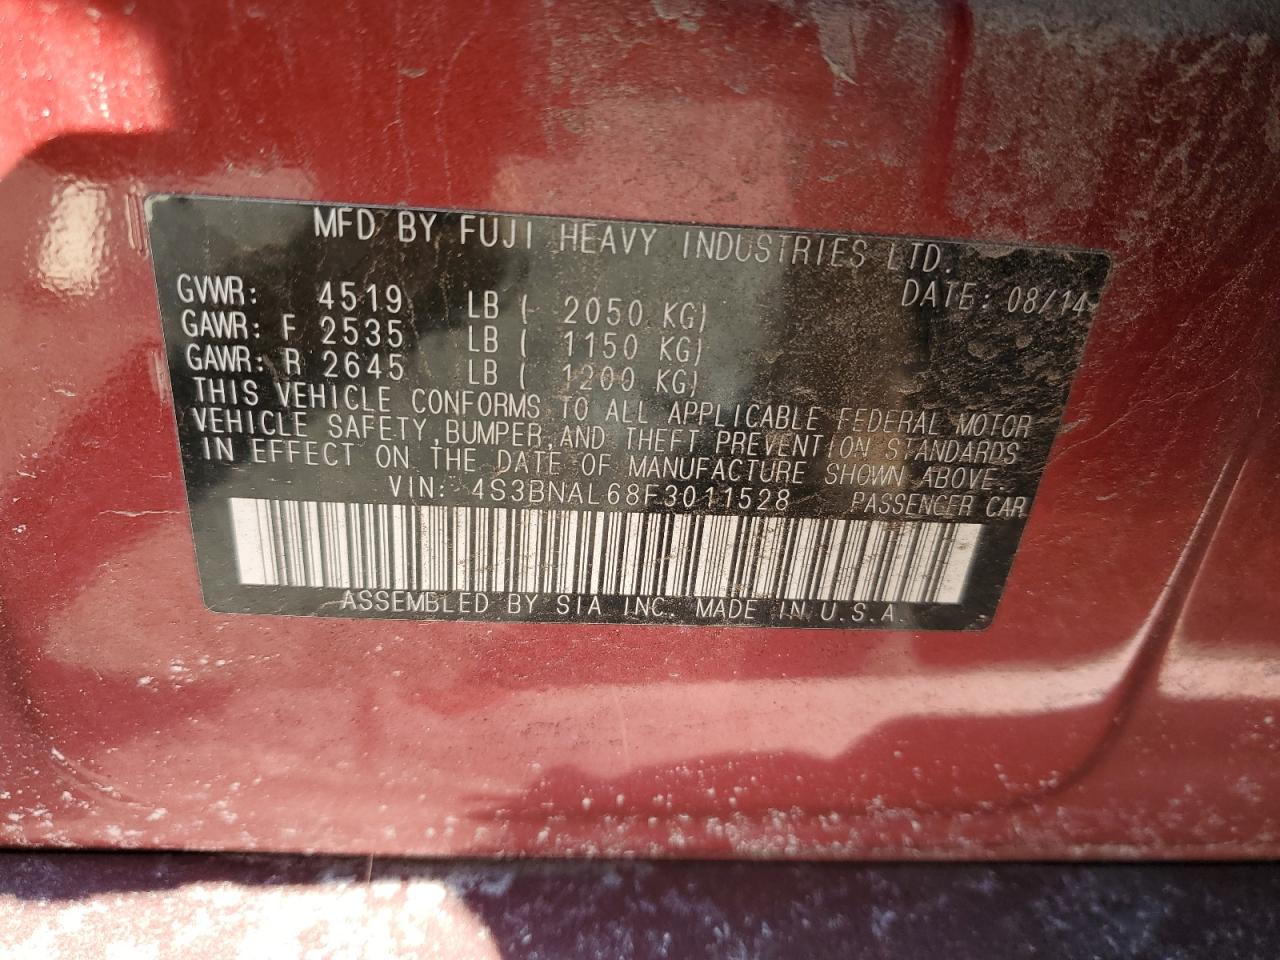 MFD BY FUJI HEAVY INDUSTRIES LTD.
DATE: 08/14
GVWR: 4519 LB ( 2050 KG)
GAWR: F 2535 LB ( 1150 KG)
GAWR: R 2645 LB ( 1200 KG)
THIS VEHICLE CONFORMS TO ALL APPLICABLE FEDERAL MOTOR
VEHICLE SAFETY,BUMPER,AND THEFT PREVENTION STANDARDS
IN EFFECT ON THE DATE OF MANUFACTURE SHOWN ABOVE.
VIN: 4S3BNAL68F3011528 PASSENGER CAR
ASSEMBLED BY SIA INC. MADE IN U.S.A.